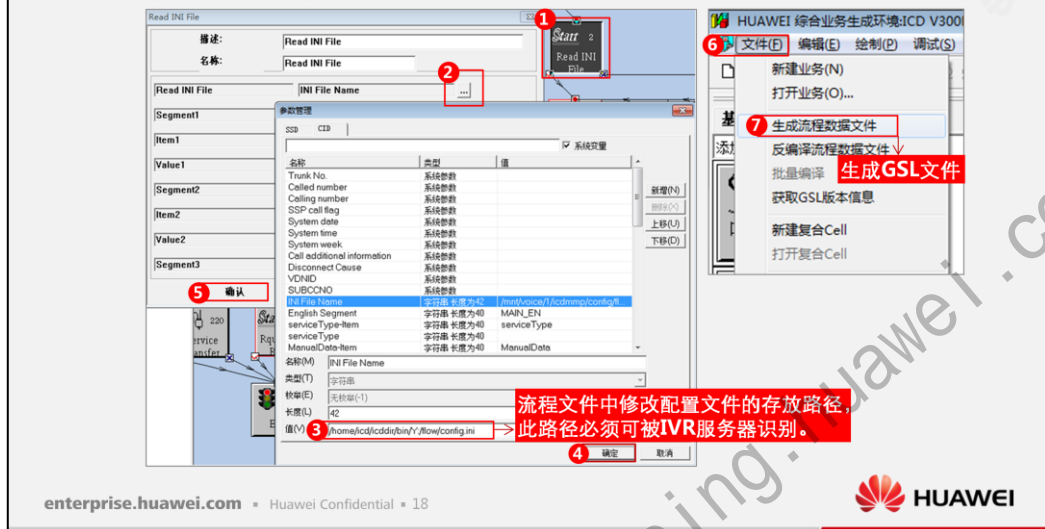 Read INI File
描述:
Read INI File
名称:
Read INI File
2
Read INI File
INI File Name
...
Segment1
Item1
Value1
Segment2
Item2
Value2
Segment3
5 确认
1
Start 2
Read INI
File
参数管理
SSD CID
系统变量
名称 类型 值
Trunk No. 系统参数
Called number 系统参数
Calling number 系统参数
SSP call flag 系统参数
System date 系统参数
System time 系统参数
System week 系统参数
Call additional information 系统参数
Disconnect Cause 系统参数
VDNID 系统参数
SUBCCNO 系统参数
INI File Name 字符串 长度为42 /mnt/voice/1/icdmmp/config/fl...
English Segment 字符串 长度为40 MAIN_EN
serviceType-Item 字符串 长度为40 serviceType
serviceType 字符串 长度为40
ManualData-Item 字符串 长度为40 ManualData
新增(N)
删除(X)
上移(U)
下移(D)
名称(M) INI File Name
类型(T) 字符串
枚举(E) 无枚举(-1)
长度(L) 42
值(V) 3 /home/icd/icddir/bin/'r'/flow/config.ini
4 确定 取消
220
流程文件中修改配置文件的存放路径,
此路径必须可被IVR服务器识别。
HUAWEI 综合业务生成环境:ICD V300
6 文件(F) 编辑(E) 绘制(P) 调试(S)
新建业务(N)
打开业务(O)...
7 生成流程数据文件
反编译流程数据文件
批量编译
生成GSL文件
获取GSL版本信息
新建复合Cell
打开复合Cell
enterprise.huawei.com ▪ Huawei Confidential ▪ 18
HUAWEI